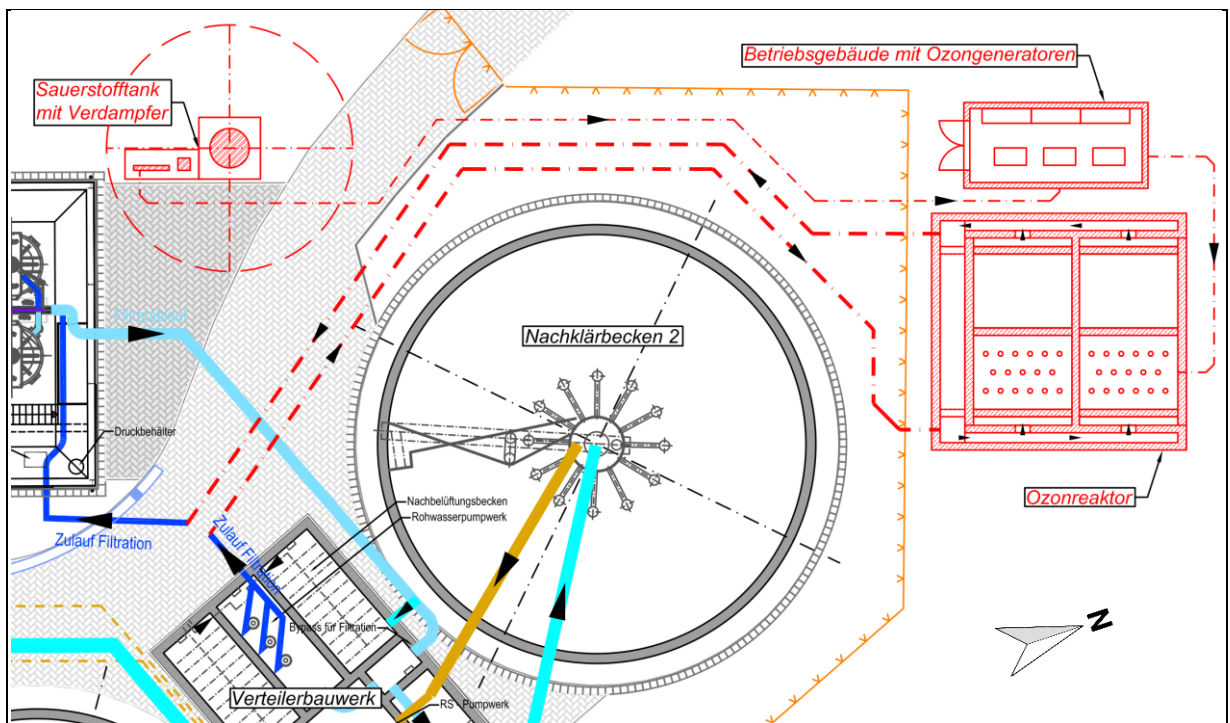 Betriebsgebäude mit Ozongeneratoren
Sauerstofftank
mit Verdampfer
Filtratablauf
Nachklärbecken 2
Druckbehälter
Nachbelüftungsbecken
Rohwasserpumpwerk
Ozonreaktor
Zulauf Filtration
Zulauf Filtration
Bypass für Filtration
N
Verteilerbauwerk
RS - Pumpwerk